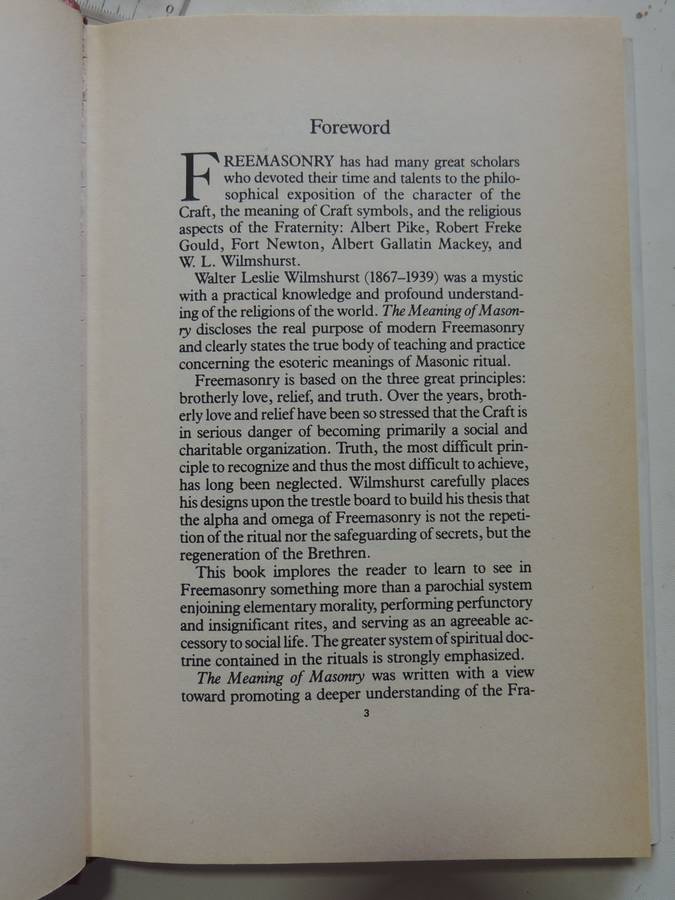 Foreword
FREEMASONRY has had many great scholars
who devoted their time and talents to the philo-
sophical exposition of the character of the
Craft, the meaning of Craft symbols, and the religious
aspects of the Fraternity: Albert Pike, Robert Freke
Gould, Fort Newton, Albert Gallatin Mackey, and
W. L. Wilmshurst.
Walter Leslie Wilmshurst (1867–1939) was a mystic
with a practical knowledge and profound understand-
ing of the religions of the world. The Meaning of Mason-
ry discloses the real purpose of modern Freemasonry
and clearly states the true body of teaching and practice
concerning the esoteric meanings of Masonic ritual.
Freemasonry is based on the three great principles:
brotherly love, relief, and truth. Over the years, broth-
erly love and relief have been so stressed that the Craft is
in serious danger of becoming primarily a social and
charitable organization. Truth, the most difficult prin-
ciple to recognize and thus the most difficult to achieve,
has long been neglected. Wilmshurst carefully places
his designs upon the trestle board to build his thesis that
the alpha and omega of Freemasonry is not the repeti-
tion of the ritual nor the safeguarding of secrets, but the
regeneration of the Brethren.
This book implores the reader to learn to see in
Freemasonry something more than a parochial system
enjoining elementary morality, performing perfunctory
and insignificant rites, and serving as an agreeable ac-
cessory to social life. The greater system of spiritual doc-
trine contained in the rituals is strongly emphasized.
The Meaning of Masonry was written with a view
toward promoting a deeper understanding of the Fra-
3